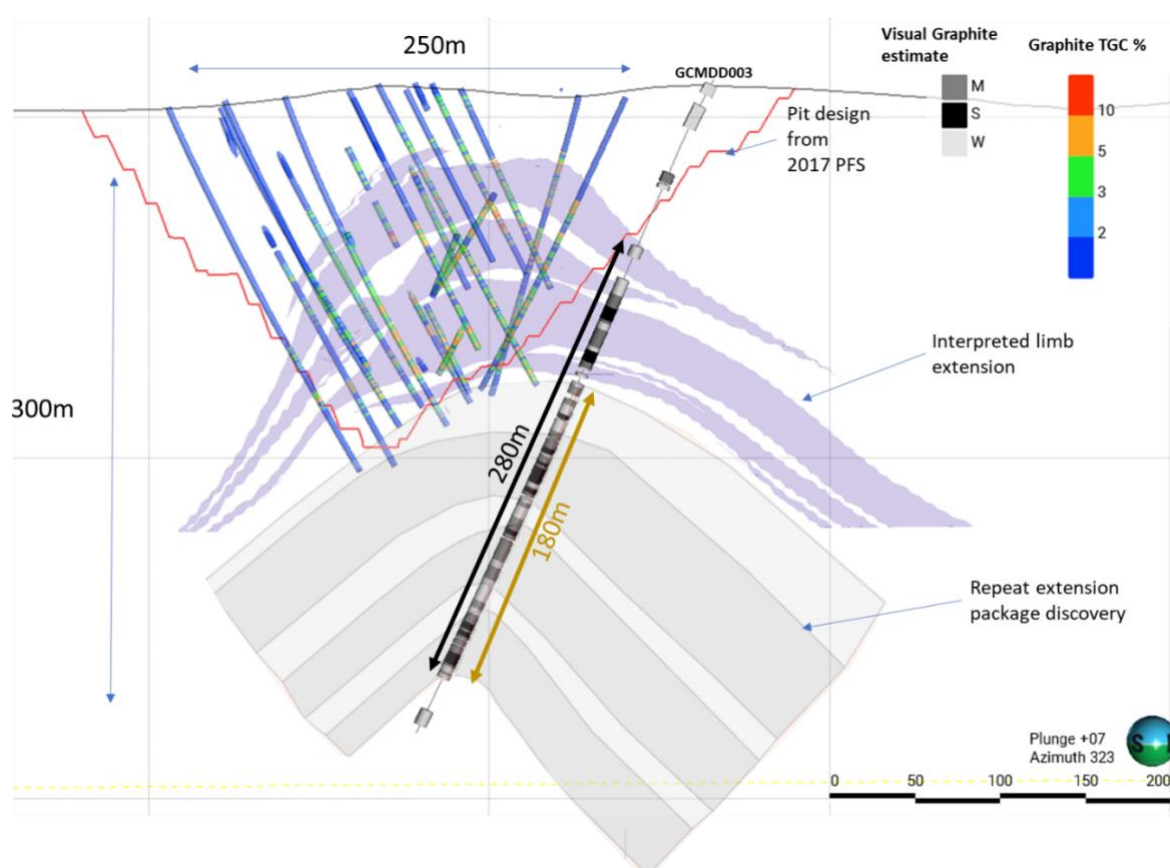 250m
GCMDD003
Visual Graphite
estimate
M
S
W
Graphite TGC %
10
5
3
2
Pit design
from
2017 PFS
300m
Interpreted limb
extension
280m
180m
Repeat extension
package discovery
Plunge +07
Azimuth 323
S
0 50 100 150 200